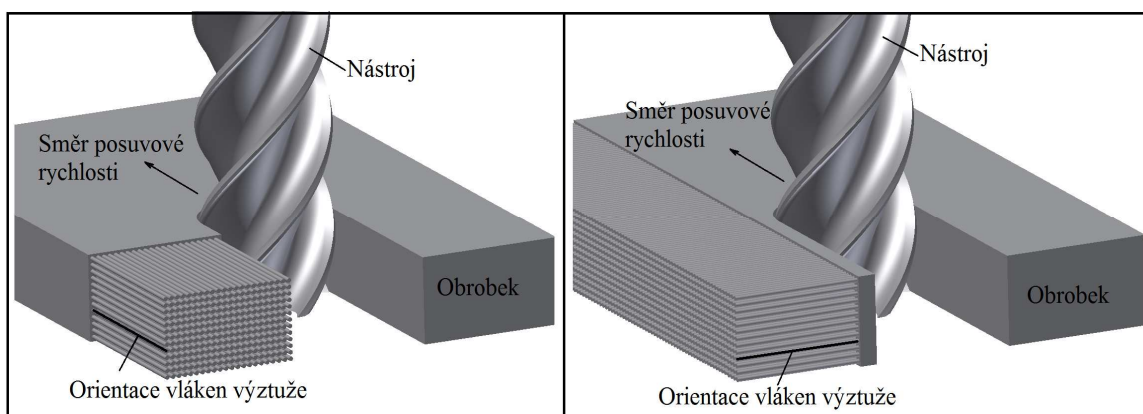 Nástroj
Směr posuvové
rychlosti
Obrobek
Orientace vláken výztuže
Nástroj
Směr posuvové
rychlosti
Obrobek
Orientace vláken výztuže